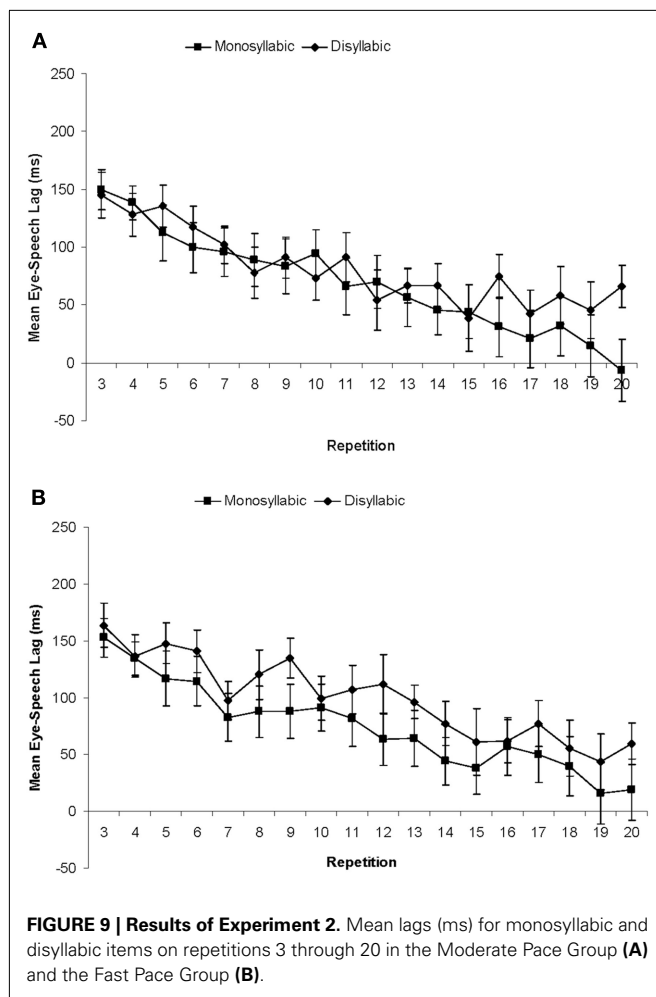 A
Monosyllabic Disyllabic
250
200
150
100
50
0
-50
Mean Eye-Speech Lag (ms)
3 4 5 6 7 8 9 10 11 12 13 14 15 16 17 18 19 20
Repetition
B
Monosyllabic Disyllabic
250
200
150
100
50
0
-50
Mean Eye-Speech Lag (ms)
3 4 5 6 7 8 9 10 11 12 13 14 15 16 17 18 19 20
Repetition
FIGURE 9 | Results of Experiment 2. Mean lags (ms) for monosyllabic and
disyllabic items on repetitions 3 through 20 in the Moderate Pace Group (A)
and the Fast Pace Group (B).